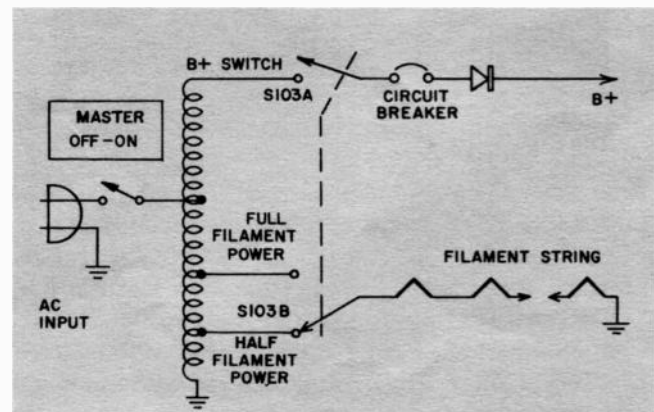 B+ SWITCH
S103A
CIRCUIT
BREAKER
B+
MASTER
OFF-ON
FULL
FILAMENT
POWER
FILAMENT STRING
AC
INPUT
S103B
HALF
FILAMENT
POWER